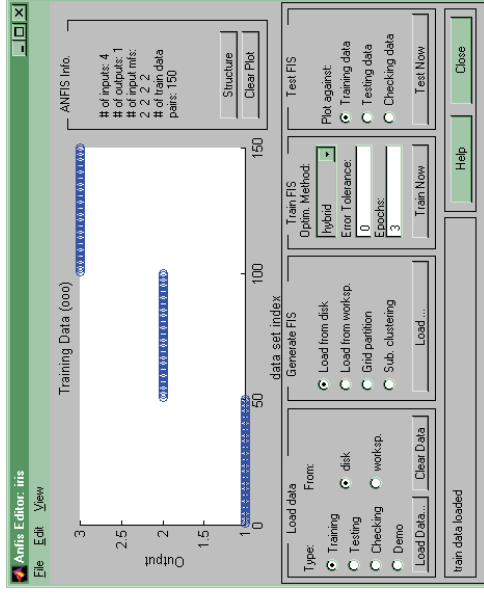 Anfis Editor: iris
File Edit View
Training Data (ooo)
3
2.5
2
1.5
1
Output
0 50 100 150
data set index
ANFIS Info.
# of inputs: 4
# of outputs: 1
# of input mfs:
2 2 2 2
# of train data
pairs: 150
Structure
Clear Plot
Load data
Type: From:
Training
Testing
Checking
Demo
disk
worksp.
Load Data... Clear Data
Generate FIS
Load from disk
Load from worksp.
Grid partition
Sub. clustering
Load ...
Train FIS
Optim. Method:
hybrid
Error Tolerance:
0
Epochs:
3
Train Now
Test FIS
Plot against:
Training data
Testing data
Checking data
Test Now
train data loaded
Help Close